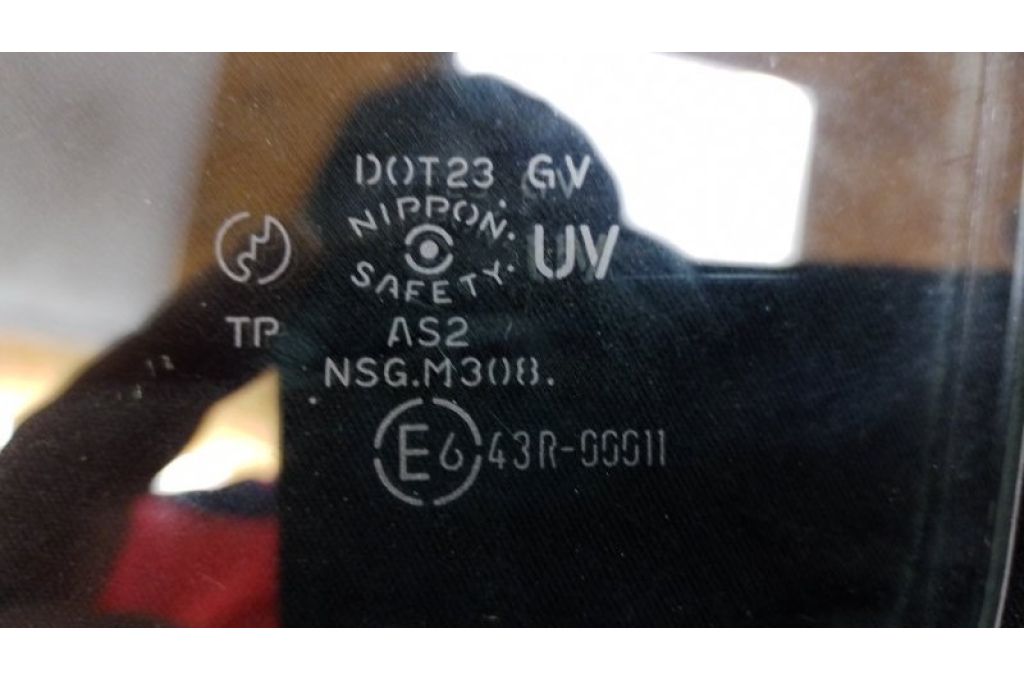 DOT23 GV
NIPPON.
SAFETY. UV
TP AS2
NSG.M308.
E6 43R-00011